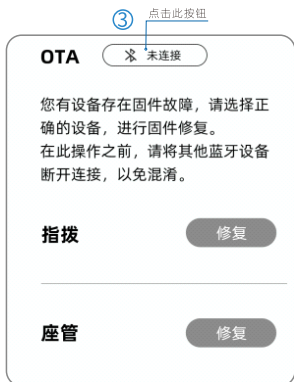 ③ 点击此按钮
OTA 未连接
您有设备存在固件故障，请选择正
确的设备，进行固件修复。
在此操作之前，请将其他蓝牙设备
断开连接，以免混淆。
指拨 修复
座管 修复